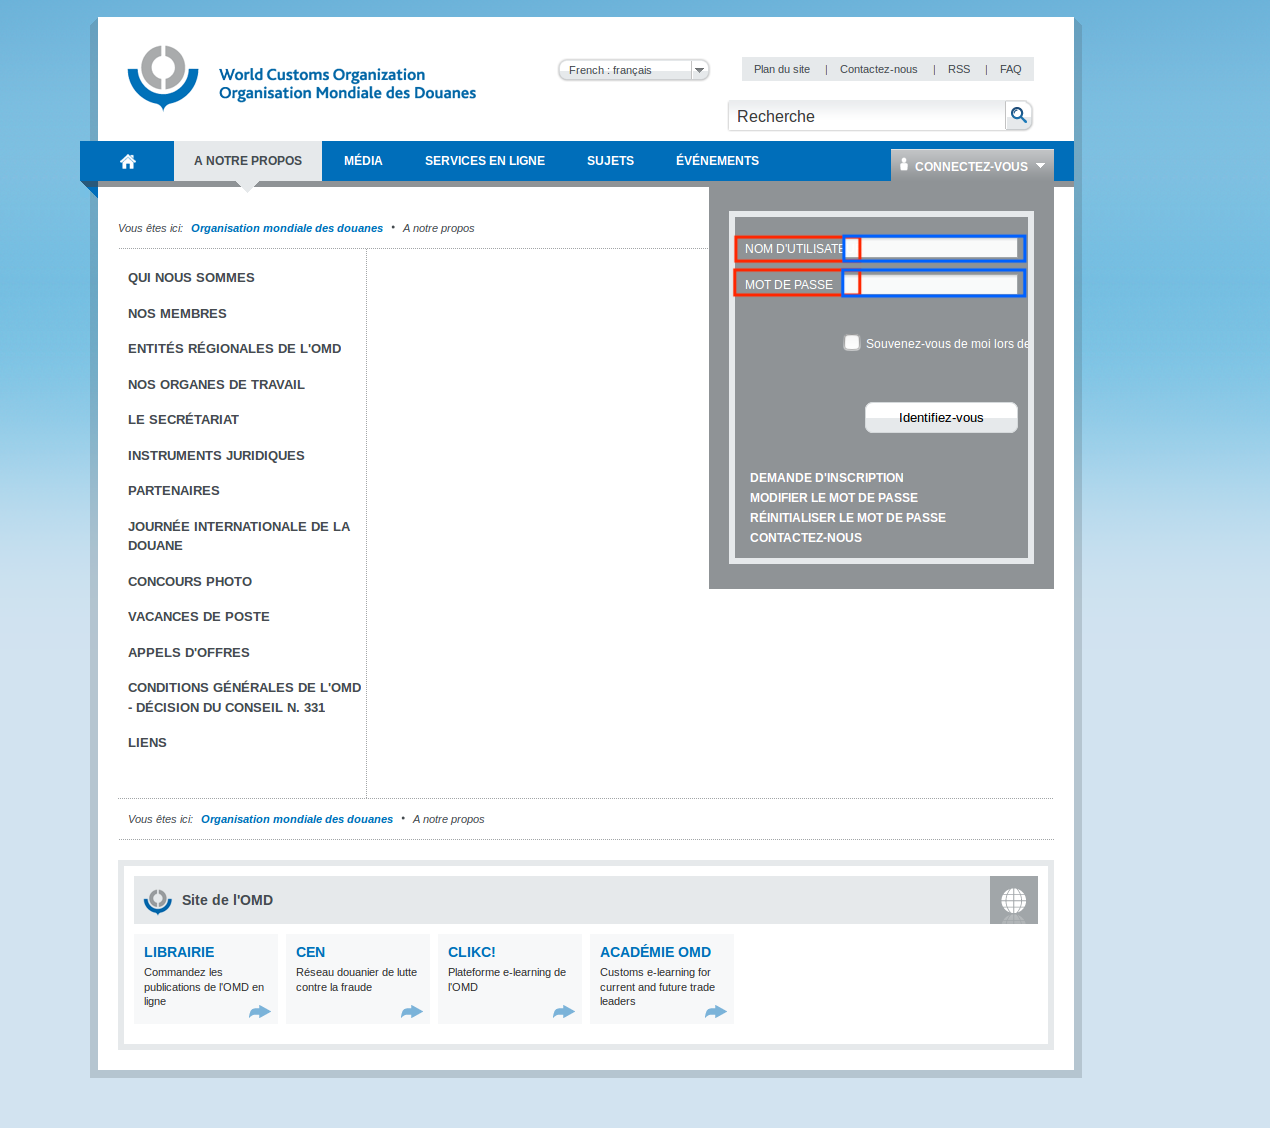 World Customs Organization
Organisation Mondiale des Douanes
French : français
Plan du site | Contactez-nous | RSS | FAQ
Recherche
A NOTRE PROPOS MÉDIA SERVICES EN LIGNE SUJETS ÉVÉNEMENTS CONNECTEZ-VOUS
Vous êtes ici: Organisation mondiale des douanes • A notre propos
NOM D'UTILISATE
MOT DE PASSE
Souvenez-vous de moi lors de
Identifiez-vous
DEMANDE D'INSCRIPTION
MODIFIER LE MOT DE PASSE
RÉINITIALISER LE MOT DE PASSE
CONTACTEZ-NOUS
QUI NOUS SOMMES
NOS MEMBRES
ENTITÉS RÉGIONALES DE L'OMD
NOS ORGANES DE TRAVAIL
LE SECRÉTARIAT
INSTRUMENTS JURIDIQUES
PARTENAIRES
JOURNÉE INTERNATIONALE DE LA
DOUANE
CONCOURS PHOTO
VACANCES DE POSTE
APPELS D'OFFRES
CONDITIONS GÉNÉRALES DE L'OMD
- DÉCISION DU CONSEIL N. 331
LIENS
Vous êtes ici: Organisation mondiale des douanes • A notre propos
Site de l'OMD
LIBRAIRIE
Commandez les
publications de l'OMD en
ligne
CEN
Réseau douanier de lutte
contre la fraude
CLIKC!
Plateforme e-learning de
l'OMD
ACADÉMIE OMD
Customs e-learning for
current and future trade
leaders